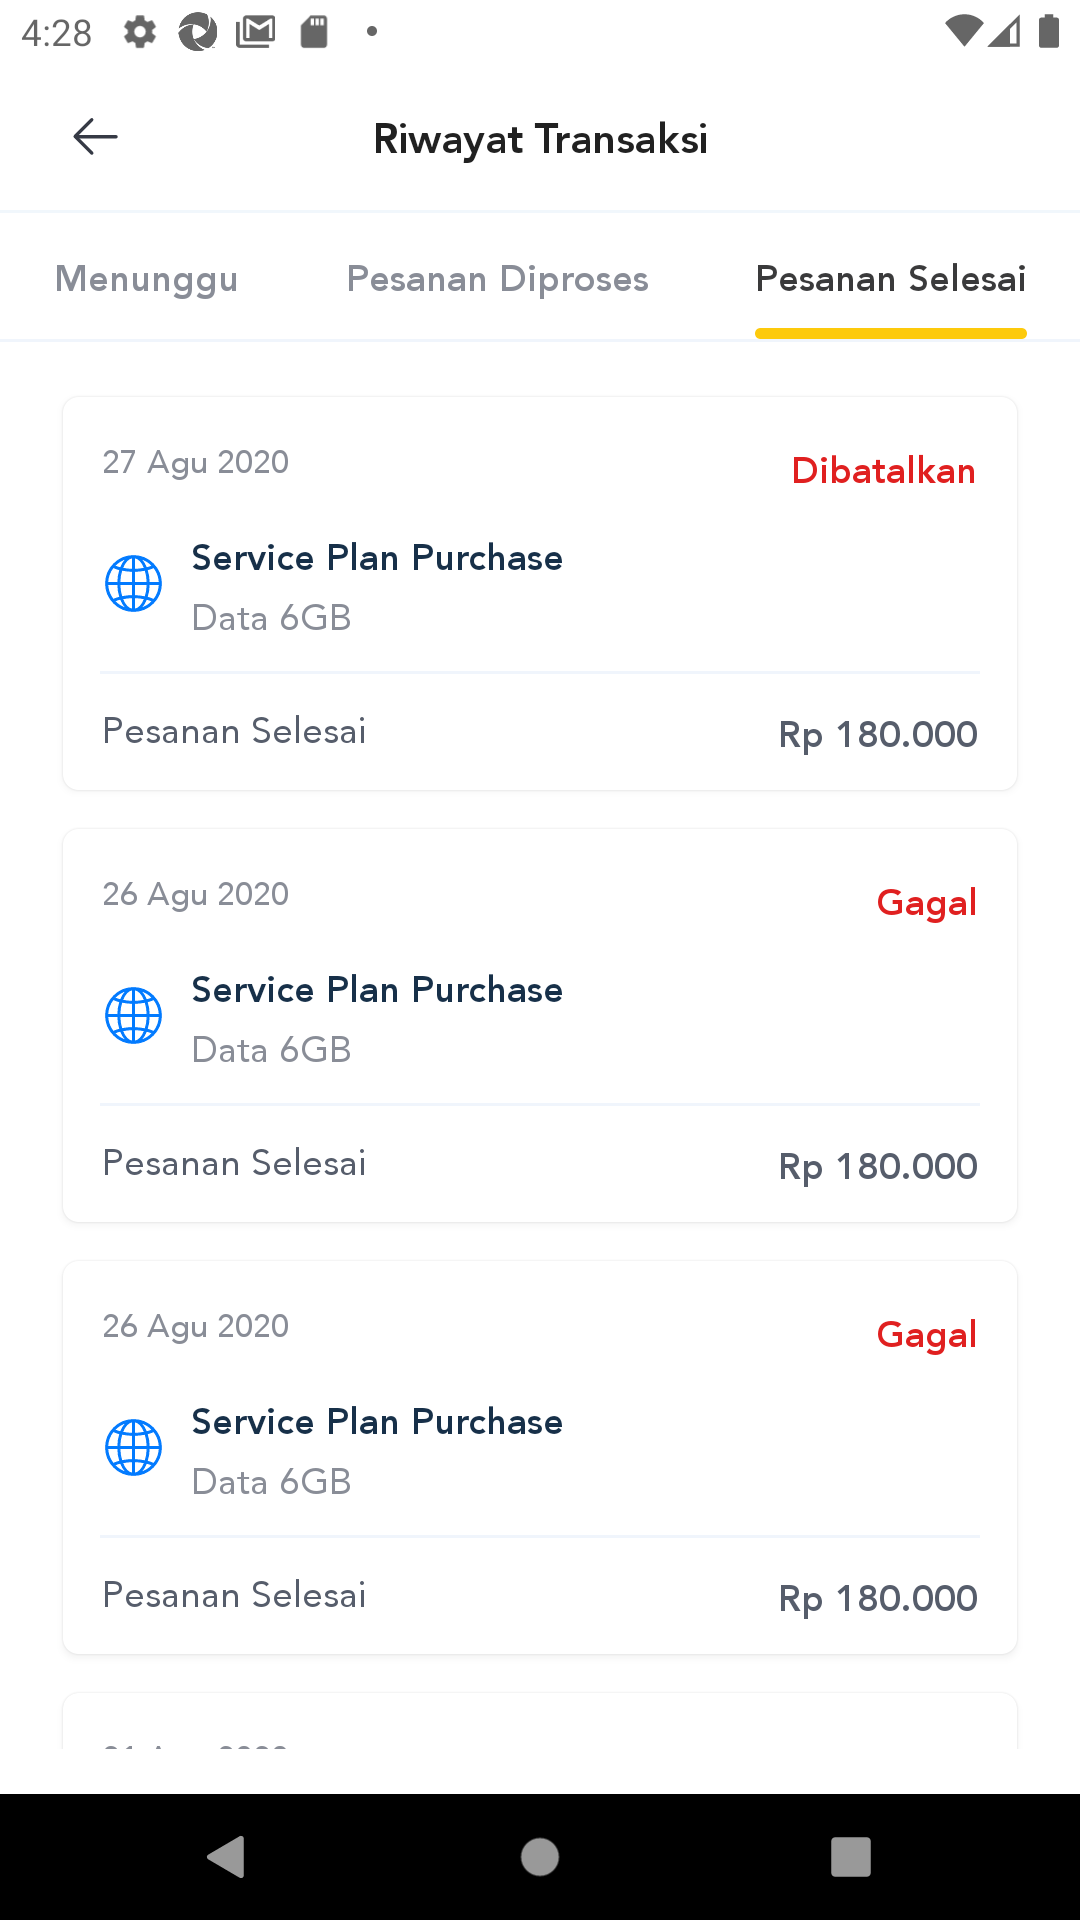 4:28
Riwayat Transaksi
Menunggu Pesanan Diproses Pesanan Selesai
27 Agu 2020 Dibatalkan
Service Plan Purchase
Data 6GB
Pesanan Selesai Rp 180.000
26 Agu 2020 Gagal
Service Plan Purchase
Data 6GB
Pesanan Selesai Rp 180.000
26 Agu 2020 Gagal
Service Plan Purchase
Data 6GB
Pesanan Selesai Rp 180.000